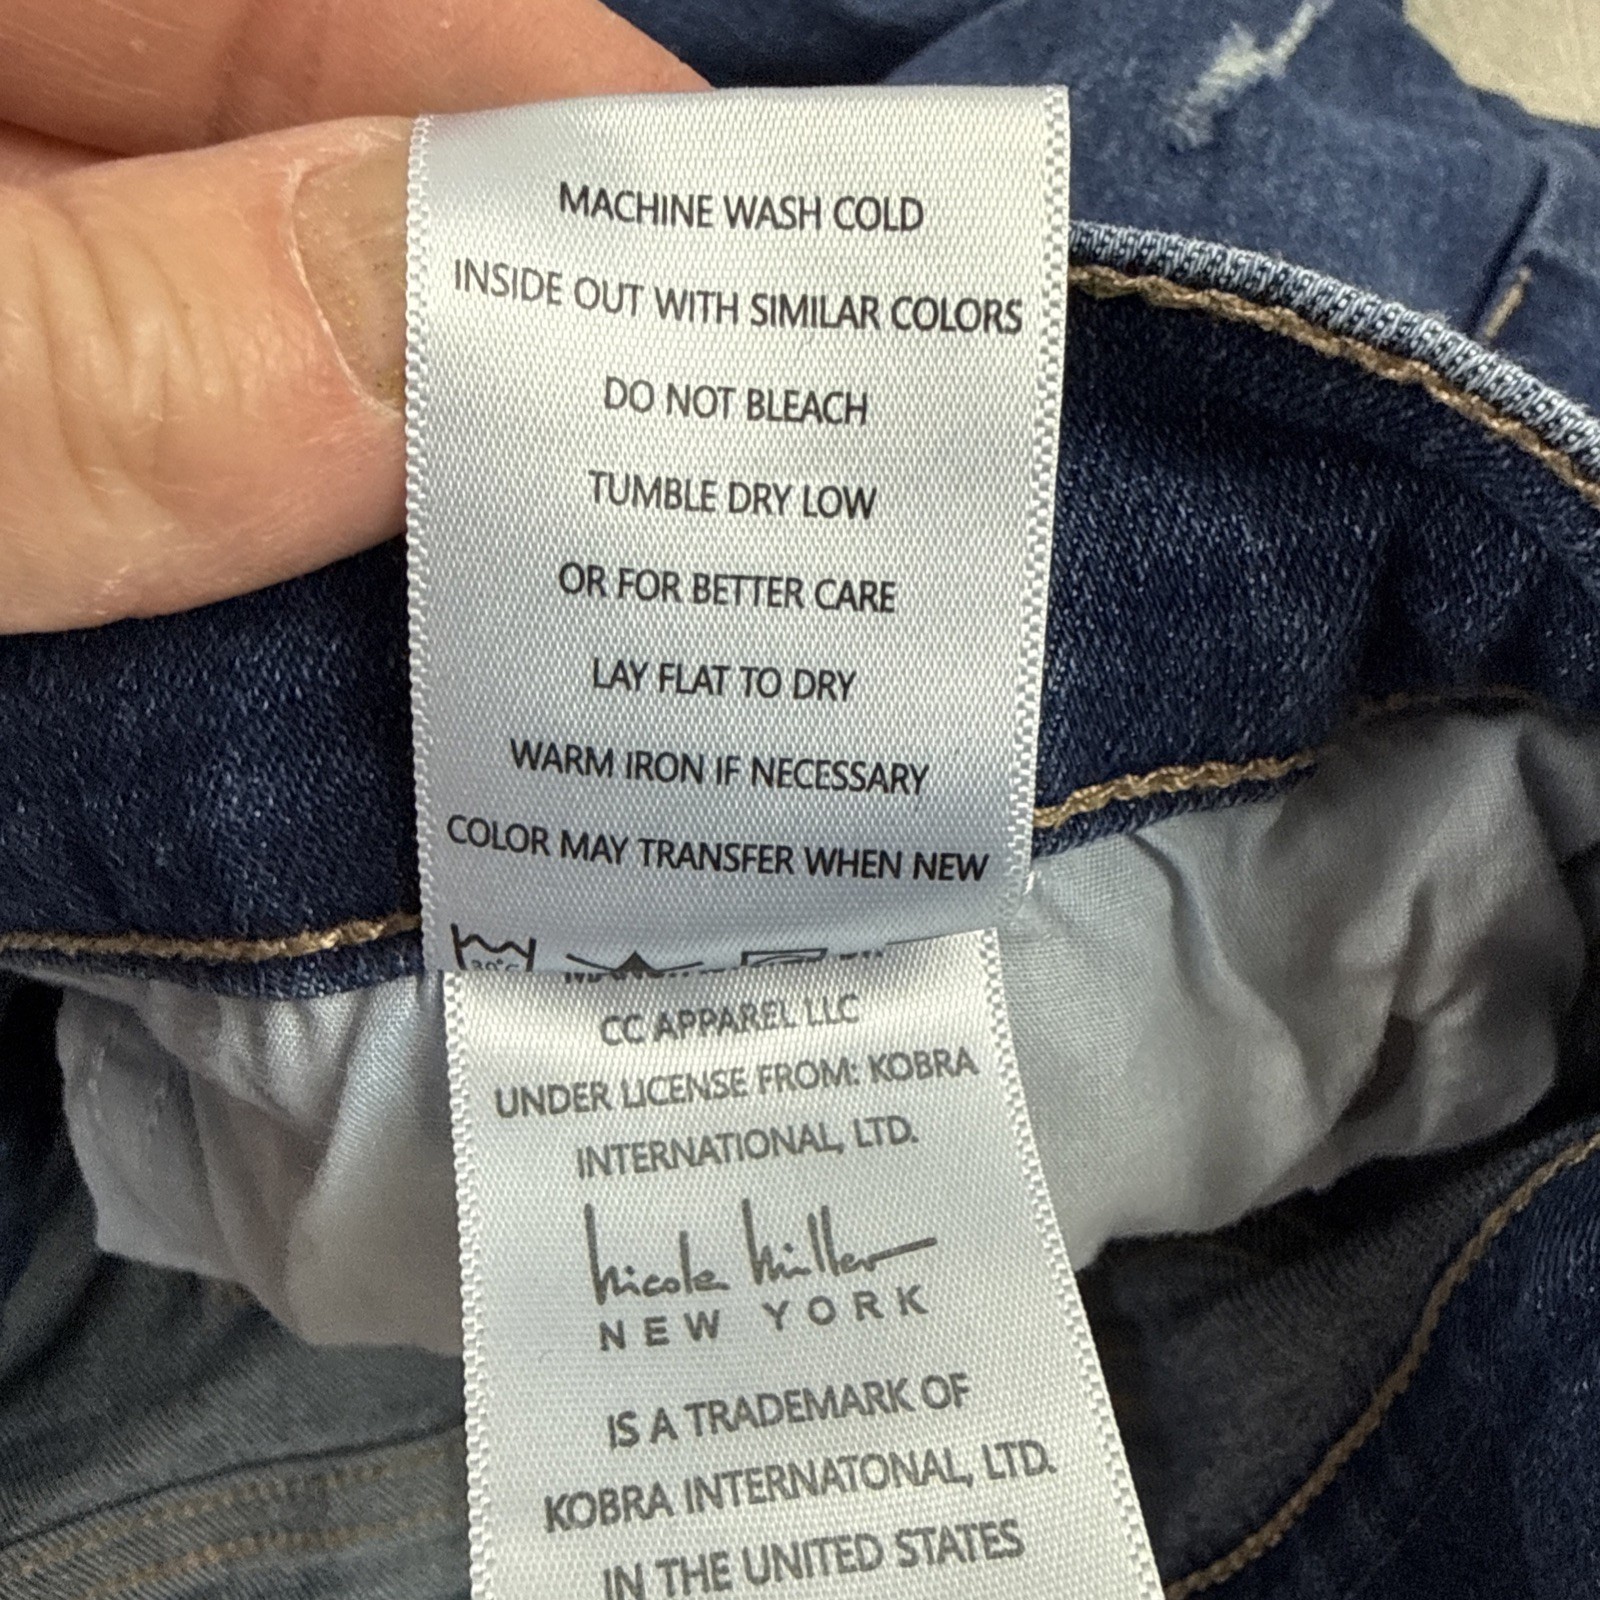 MACHINE WASH COLD
INSIDE OUT WITH SIMILAR COLORS
DO NOT BLEACH
TUMBLE DRY LOW
OR FOR BETTER CARE
LAY FLAT TO DRY
WARM IRON IF NECESSARY
COLOR MAY TRANSFER WHEN NEW
CC APPAREL LLC
UNDER LICENSE FROM: KOBRA
INTERNATIONAL, LTD.
nicole miller
NEW YORK
IS A TRADEMARK OF
KOBRA INTERNATONAL, LTD.
IN THE UNITED STATES